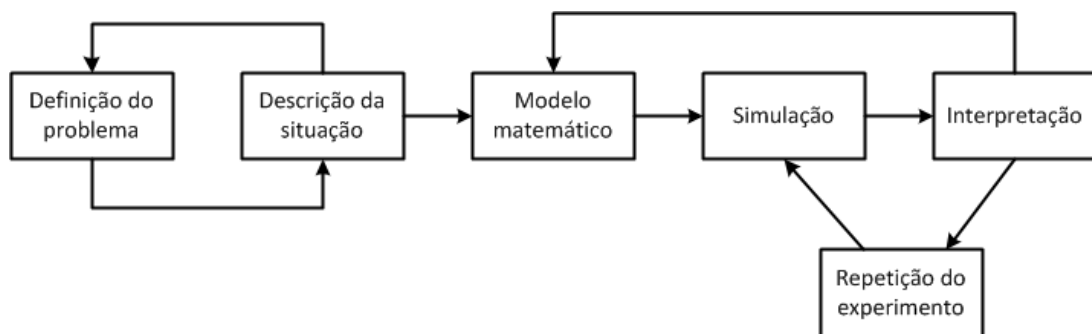 Definição do
problema
Descrição da
situação
Modelo
matemático
Simulação
Interpretação
Repetição do
experimento